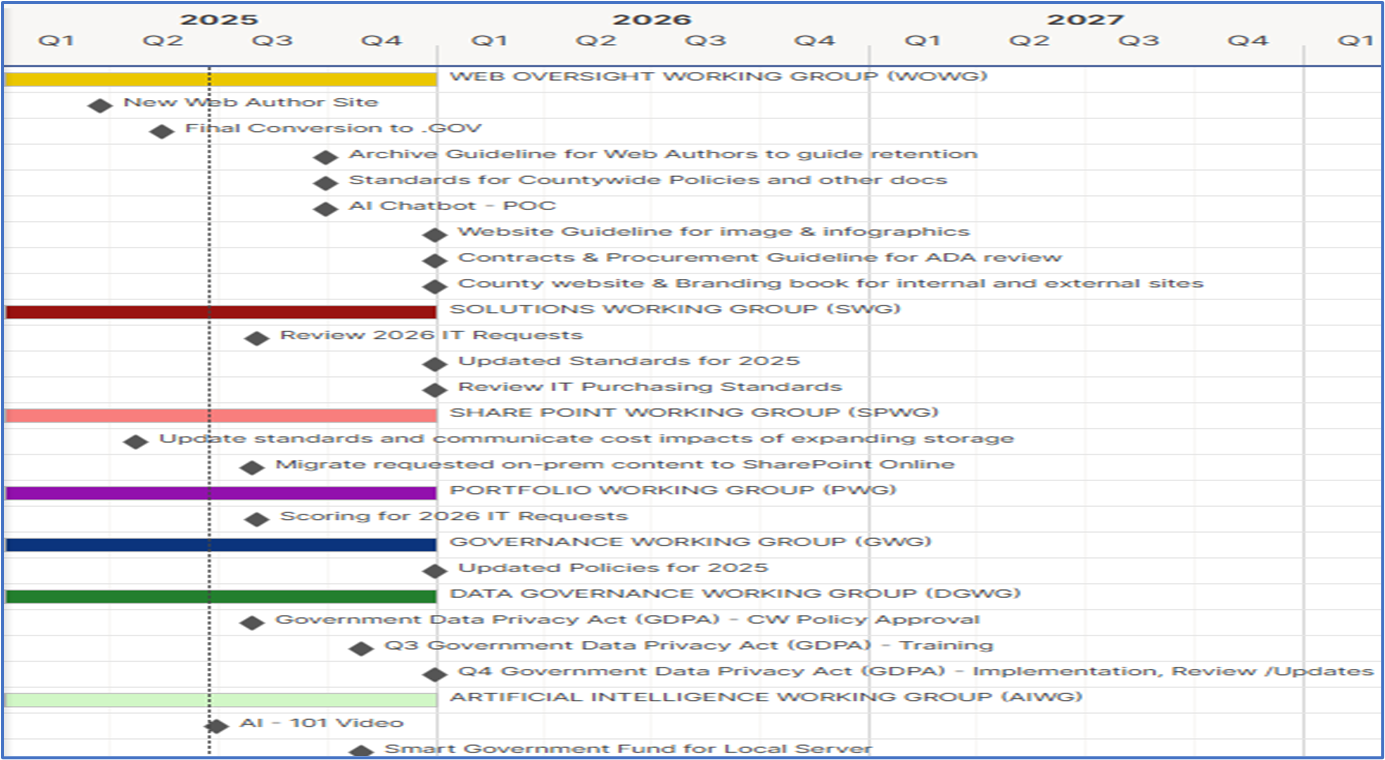 2025 2026 2027
Q1 Q2 Q3 Q4 Q1 Q2 Q3 Q4 Q1 Q2 Q3 Q4 Q1
WEB OVERSIGHT WORKING GROUP (WOWG)
New Web Author Site
Final Conversion to .GOV
Archive Guideline for Web Authors to guide retention
Standards for Countywide Policies and other docs
AI Chatbot - POC
Website Guideline for image & infographics
Contracts & Procurement Guideline for ADA review
County website & Branding book for internal and external sites
SOLUTIONS WORKING GROUP (SWG)
Review 2026 IT Requests
Updated Standards for 2025
Review IT Purchasing Standards
SHARE POINT WORKING GROUP (SPWG)
Update standards and communicate cost impacts of expanding storage
Migrate requested on-prem content to SharePoint Online
PORTFOLIO WORKING GROUP (PWG)
Scoring for 2026 IT Requests
GOVERNANCE WORKING GROUP (GWG)
Updated Policies for 2025
DATA GOVERNANCE WORKING GROUP (DGWG)
Government Data Privacy Act (GDPA) - CW Policy Approval
Q3 Government Data Privacy Act (GDPA) - Training
Q4 Government Data Privacy Act (GDPA) - Implementation, Review /Updates
ARTIFICIAL INTELLIGENCE WORKING GROUP (AIWG)
AI - 101 Video
Smart Government Fund for Local Server